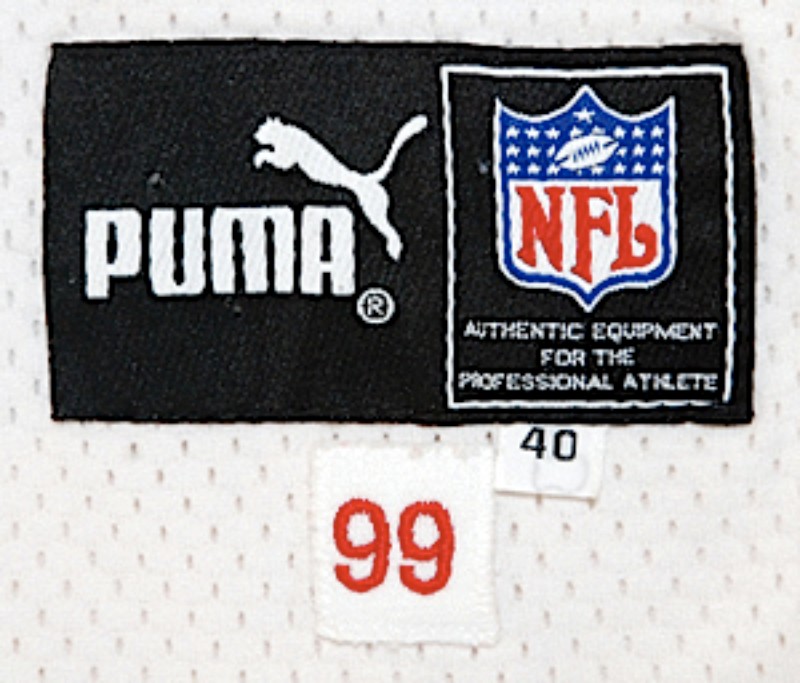 PUMA®
NFL
AUTHENTIC EQUIPMENT
FOR THE
PROFESSIONAL ATHLETE
40
99